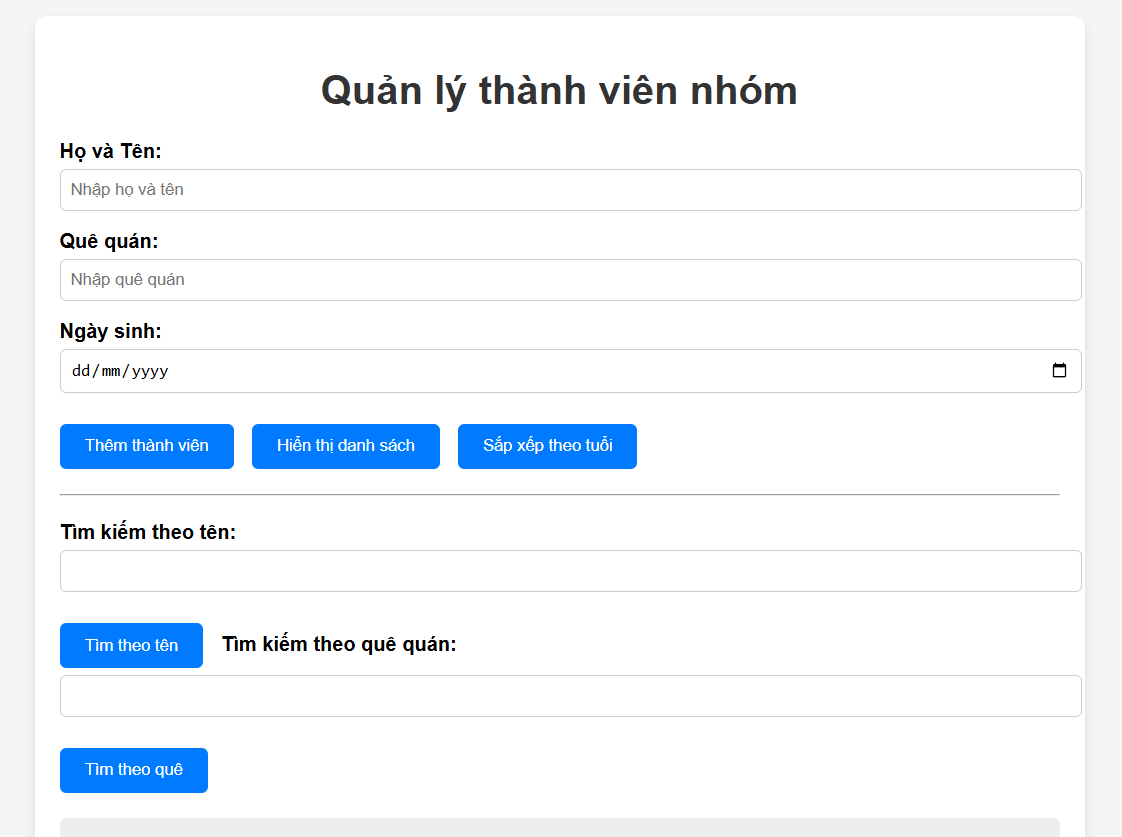 Quản lý thành viên nhóm
Họ và Tên:
Nhập họ và tên
Quê quán:
Nhập quê quán
Ngày sinh:
dd/mm/yyyy
Thêm thành viên Hiển thị danh sách Sắp xếp theo tuổi
Tìm kiếm theo tên:
Tìm theo tên Tìm kiếm theo quê quán:
Tìm theo quê